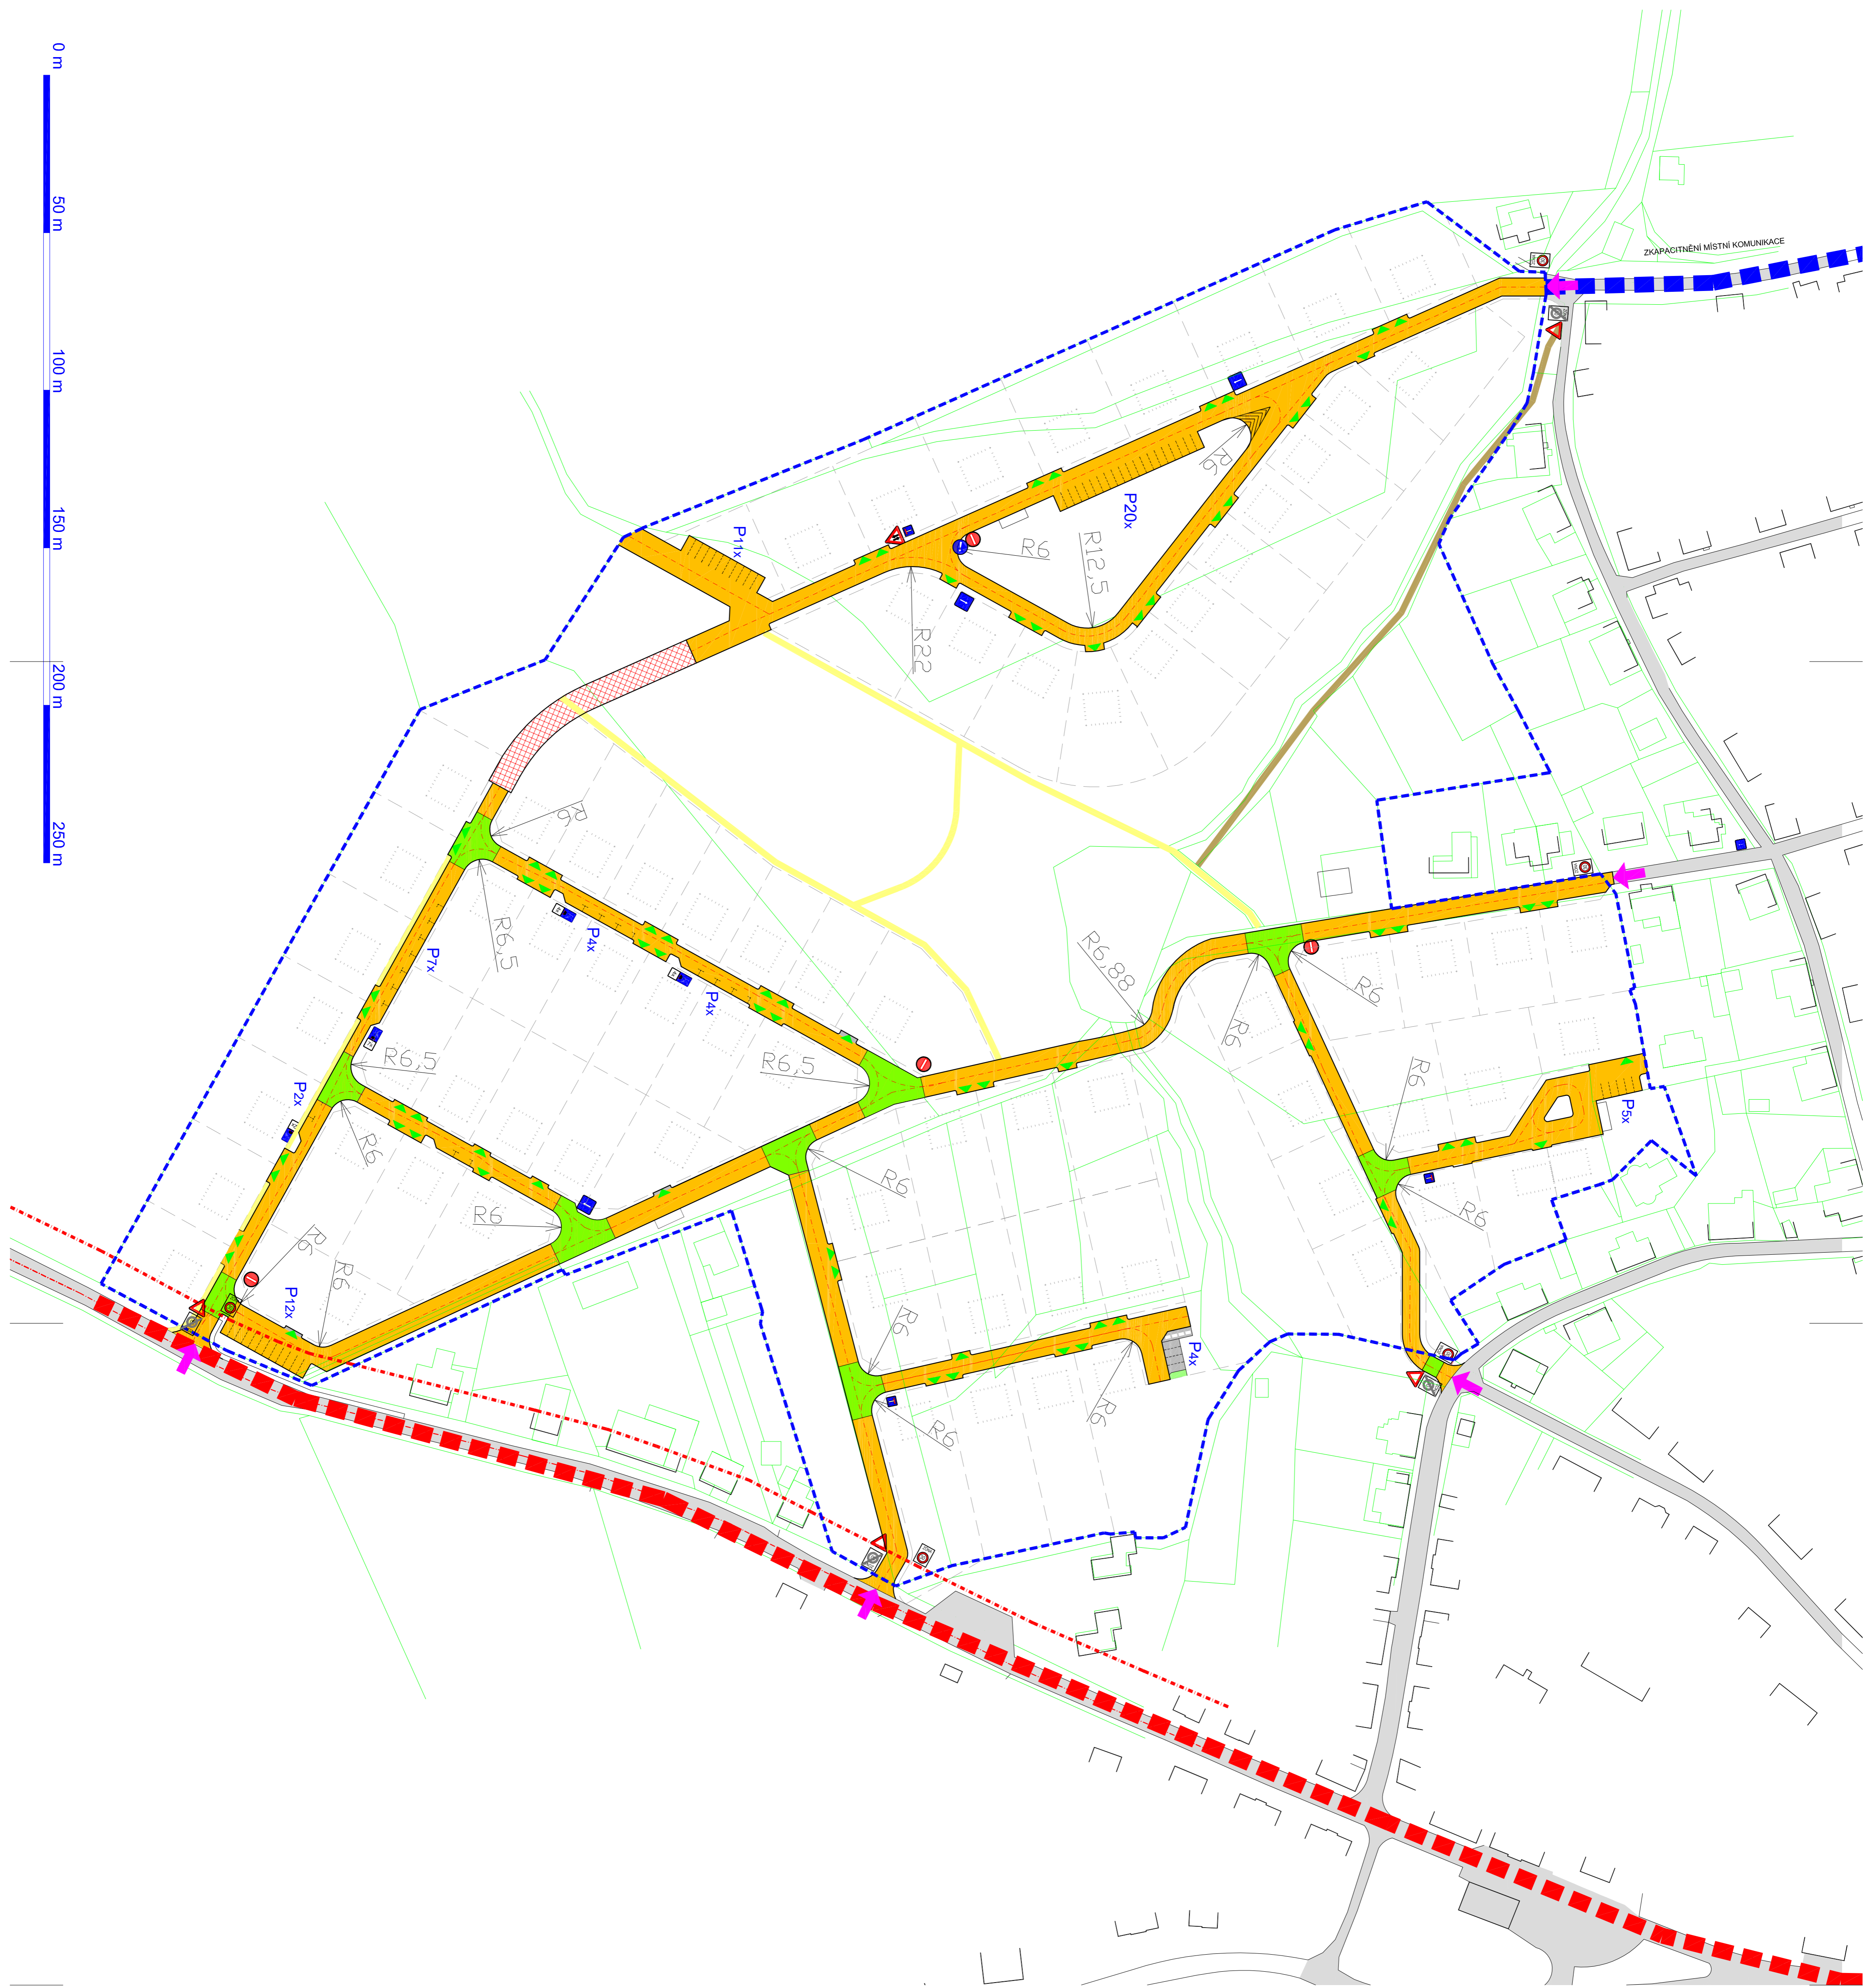 0 m
50 m
100 m
150 m
200 m
250 m
ZKAPACITNĚNÍ MÍSTNÍ KOMUNIKACE
R6
P20x
R12,5
R6
P11x
R22
R6
R6,5
P4x
P7x
P4x
R6,88
R6
R6
R6
P5x
R6,5
R6,5
P2x
R6
R6
R6
R6
R6
R6
P12x
R6
P4x
R6
R6